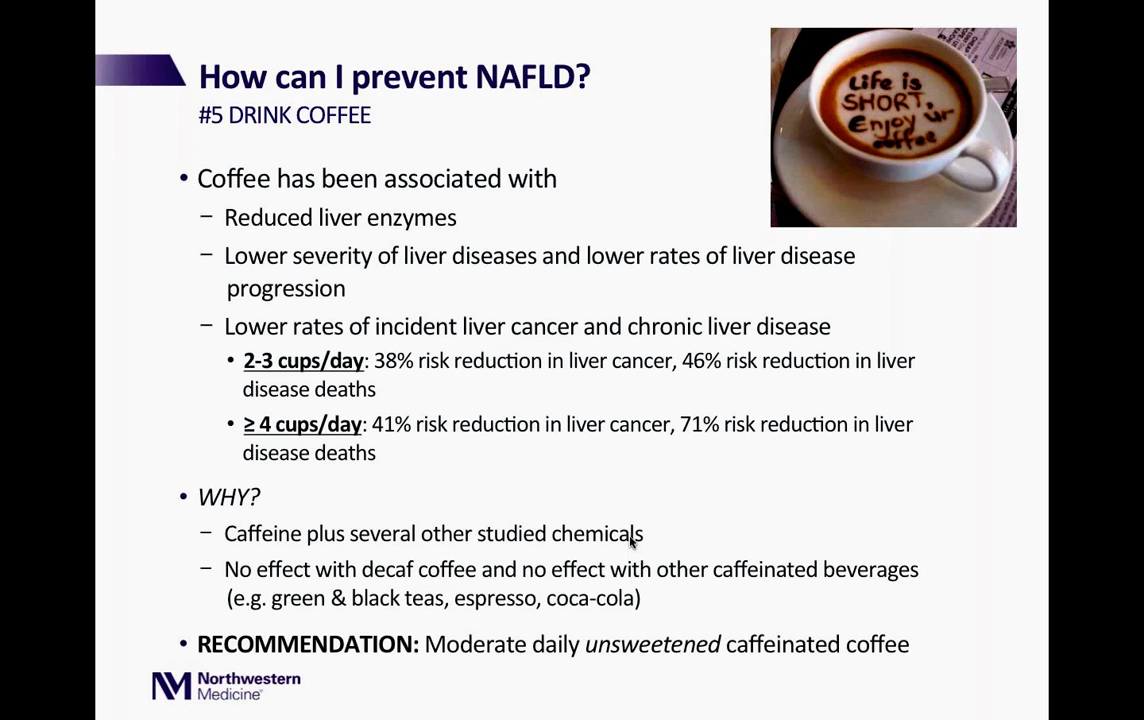 How can I prevent NAFLD?
#5 DRINK COFFEE
Life is
SHORT,
Enjoy ur
coffee
• Coffee has been associated with
– Reduced liver enzymes
– Lower severity of liver diseases and lower rates of liver disease
progression
– Lower rates of incident liver cancer and chronic liver disease
• 2-3 cups/day: 38% risk reduction in liver cancer, 46% risk reduction in liver
disease deaths
• ≥ 4 cups/day: 41% risk reduction in liver cancer, 71% risk reduction in liver
disease deaths
• WHY?
– Caffeine plus several other studied chemicals
– No effect with decaf coffee and no effect with other caffeinated beverages
(e.g. green & black teas, espresso, coca-cola)
• RECOMMENDATION: Moderate daily unsweetened caffeinated coffee
Northwestern
Medicine®